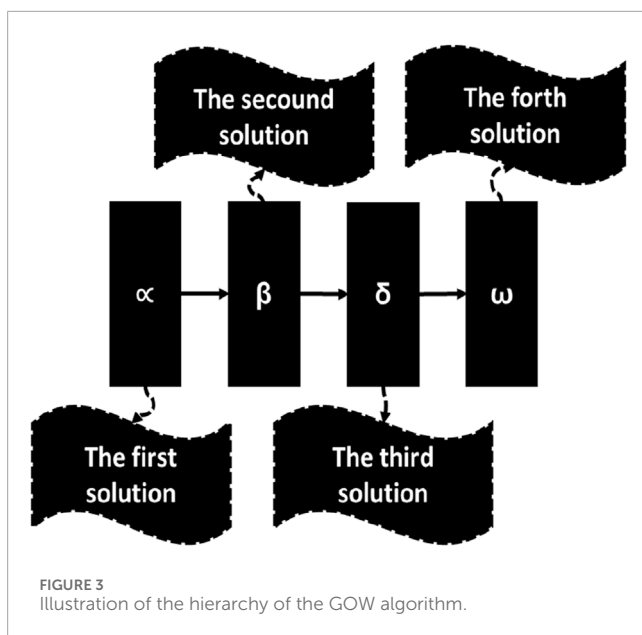 The secound
solution
The forth
solution
∝
β
δ
ω
The first
solution
The third
solution
FIGURE 3
Illustration of the hierarchy of the GOW algorithm.